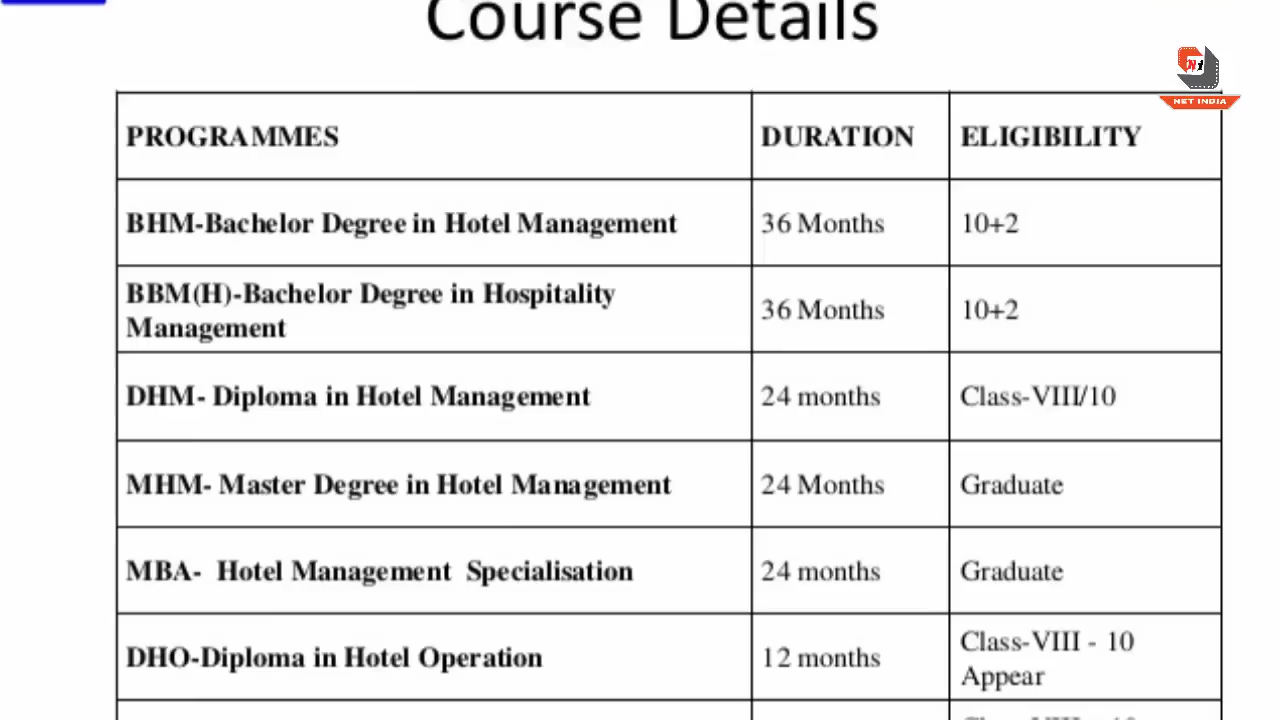 Course Details
NET INDIA
PROGRAMMES DURATION ELIGIBILITY
BHM-Bachelor Degree in Hotel Management 36 Months 10+2
BBM(H)-Bachelor Degree in Hospitality
Management 36 Months 10+2
DHM- Diploma in Hotel Management 24 months Class-VIII/10
MHM- Master Degree in Hotel Management 24 Months Graduate
MBA- Hotel Management Specialisation 24 months Graduate
DHO-Diploma in Hotel Operation 12 months Class-VIII - 10
Appear